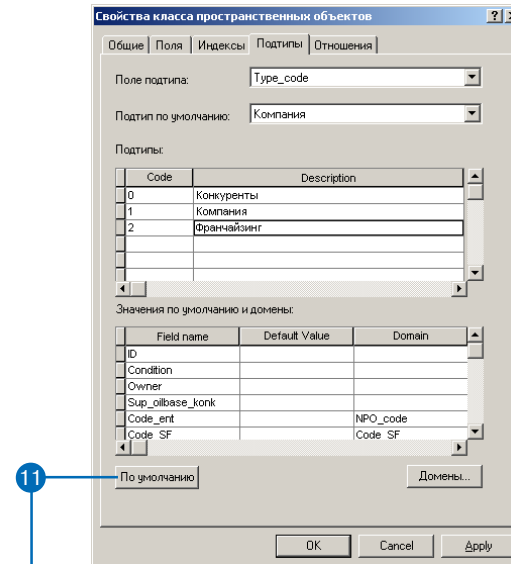 Свойства класса пространственных объектов
Общие Поля Индексы Подтипы Отношения
Поле подтипа: Type_code
Подтип по умолчанию: Компания
Подтипы:
Code Description
0 Конкуренты
1 Компания
2 Франчайзинг
Значения по умолчанию и домены:
Field name Default Value Domain
ID
Condition
Owner
Sup_oilbase_konk
Code_ent NPO_code
Code_SF Code_SF
11 По умолчанию Домены...
OK Cancel Apply